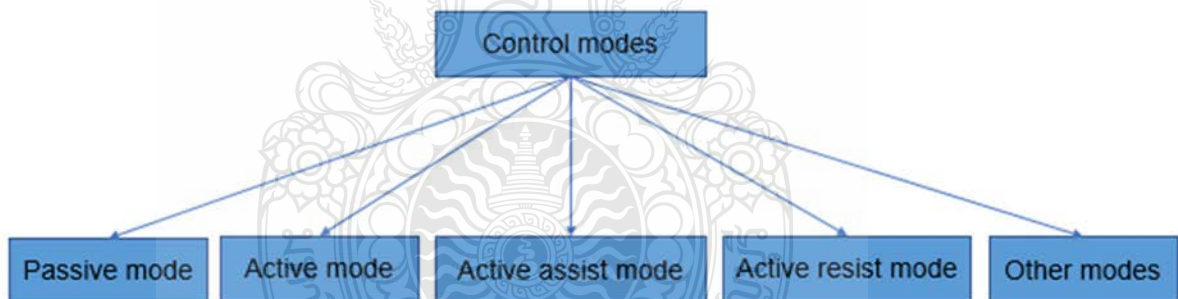 Control modes
Passive mode
Active mode
Active assist mode
Active resist mode
Other modes